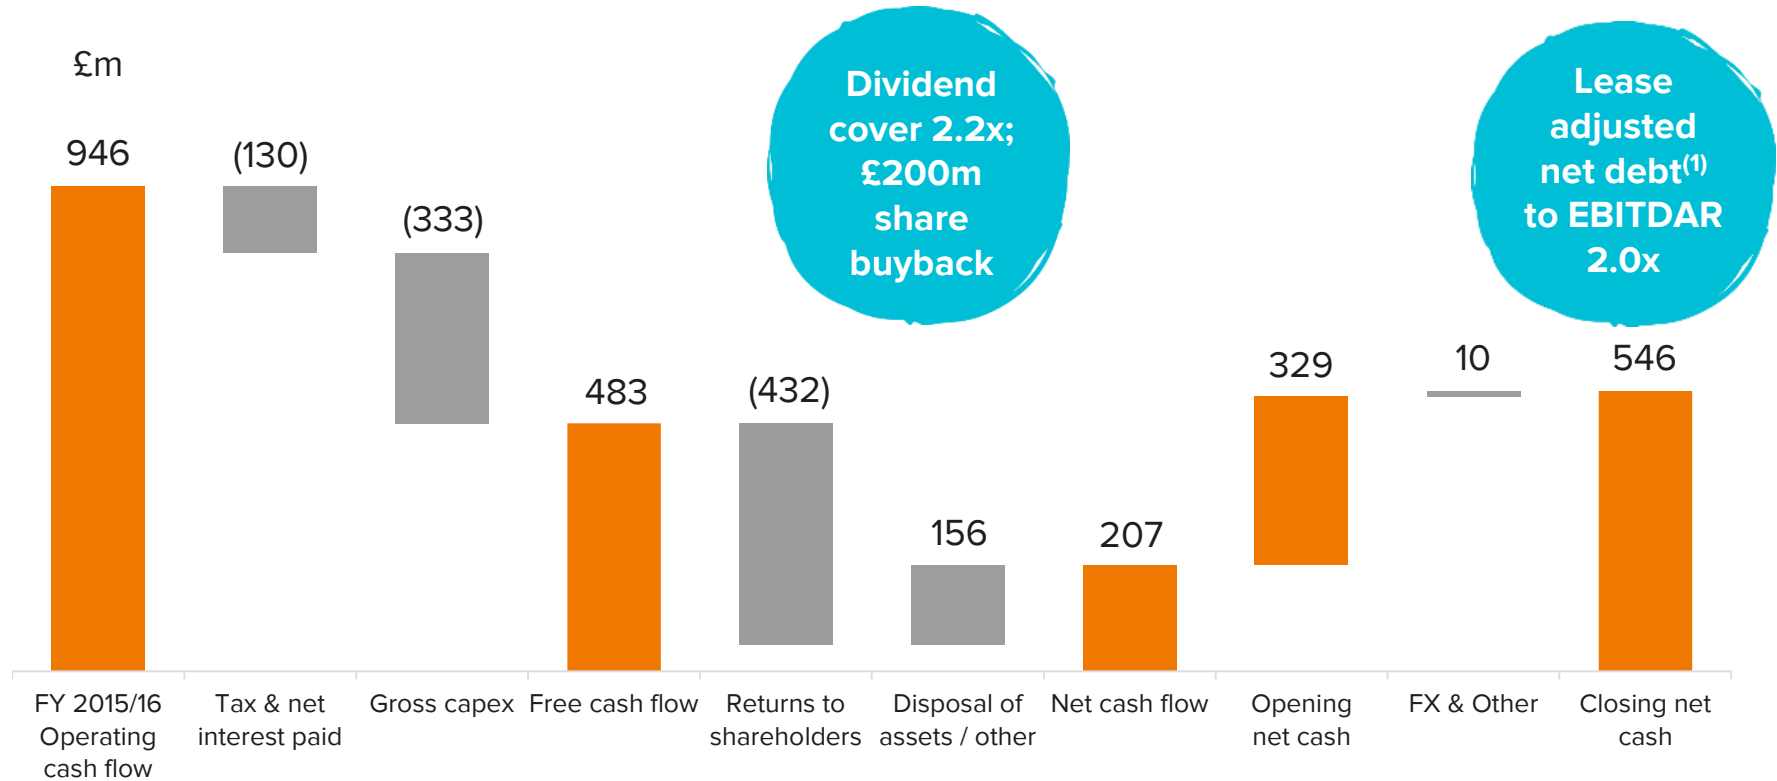 £m
946
(130)
(333)
483
(432)
156
207
329
10
546
Dividend
cover 2.2x;
£200m
share
buyback
Lease
adjusted
net debt(1)
to EBITDAR
2.0x
FY 2015/16
Operating
cash flow
Tax & net
interest paid
Gross capex
Free cash flow
Returns to
shareholders
Disposal of
assets / other
Net cash flow
Opening
net cash
FX & Other
Closing net
cash